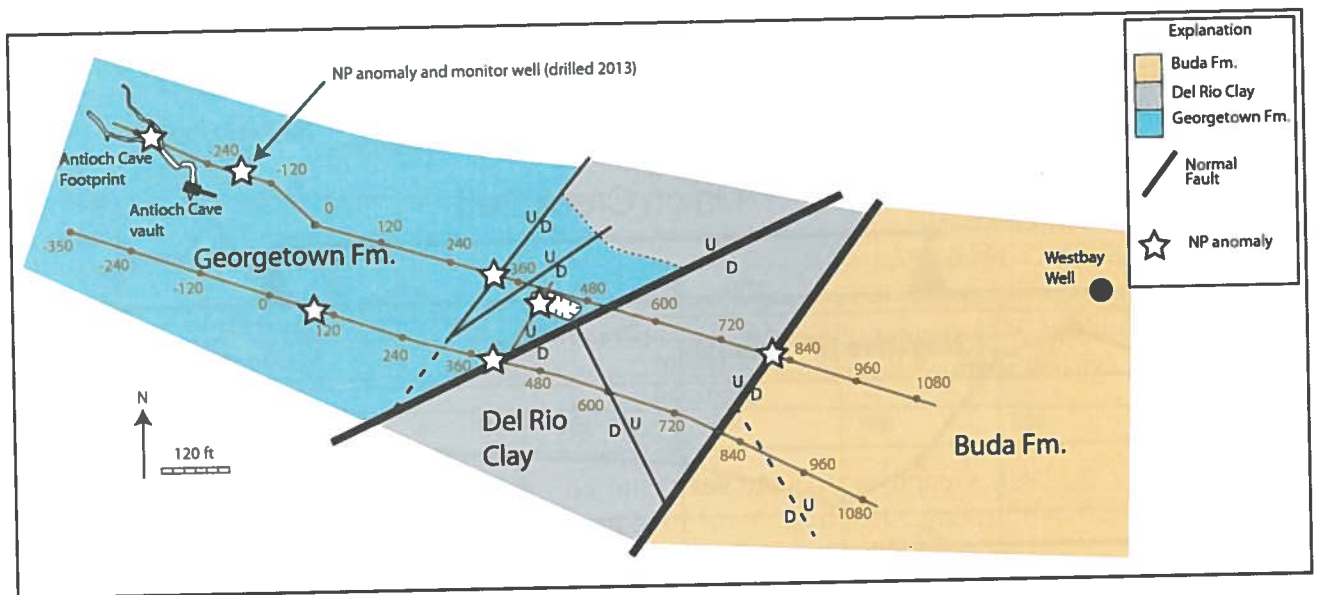 Explanation
Buda Fm.
Del Rio Clay
Georgetown Fm.
Normal
Fault
NP anomaly
NP anomaly and monitor well (drilled 2013)
Antioch Cave
Footprint
Antioch Cave
vault
-240
-120
0
120
240
360
480
600
720
840
960
1080
-350
-240
-120
0
120
240
360
480
600
720
840
960
1080
Georgetown Fm.
Del Rio
Clay
Buda Fm.
Westbay
Well
U
D
U
D
U
D
U
D
U
D
D
U
D
U
N
120 ft